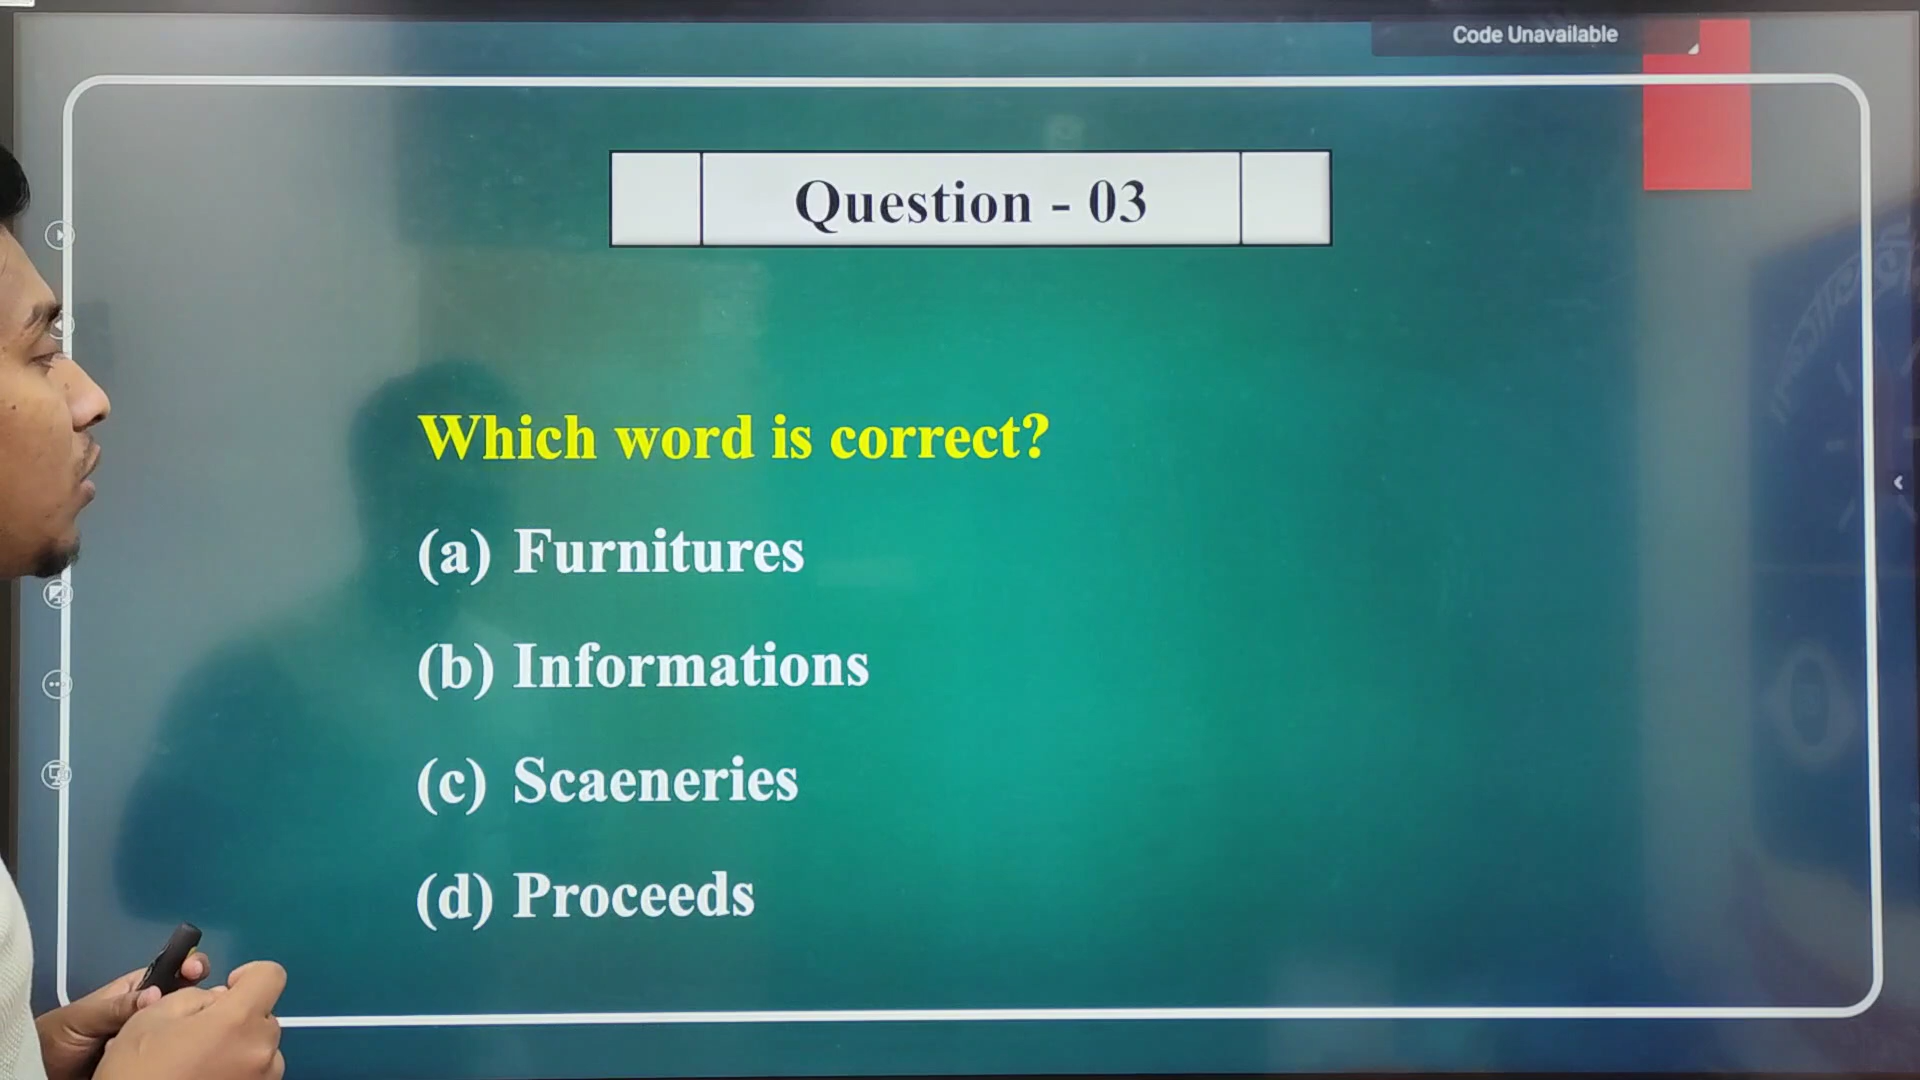 Code Unavailable
Question - 03
Which word is correct?
(a) Furnitures
(b) Informations
(c) Scaeneries
(d) Proceeds